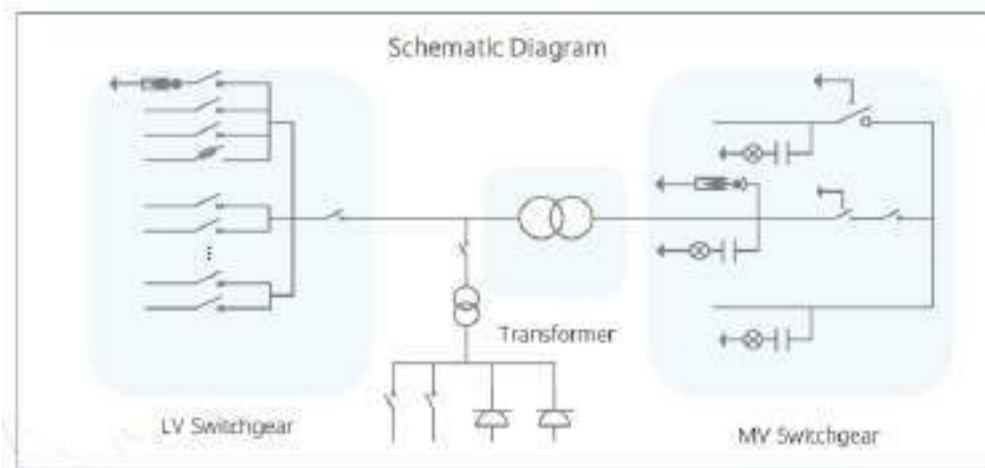 Schematic Diagram
Transformer
LV Switchgear
MV Switchgear